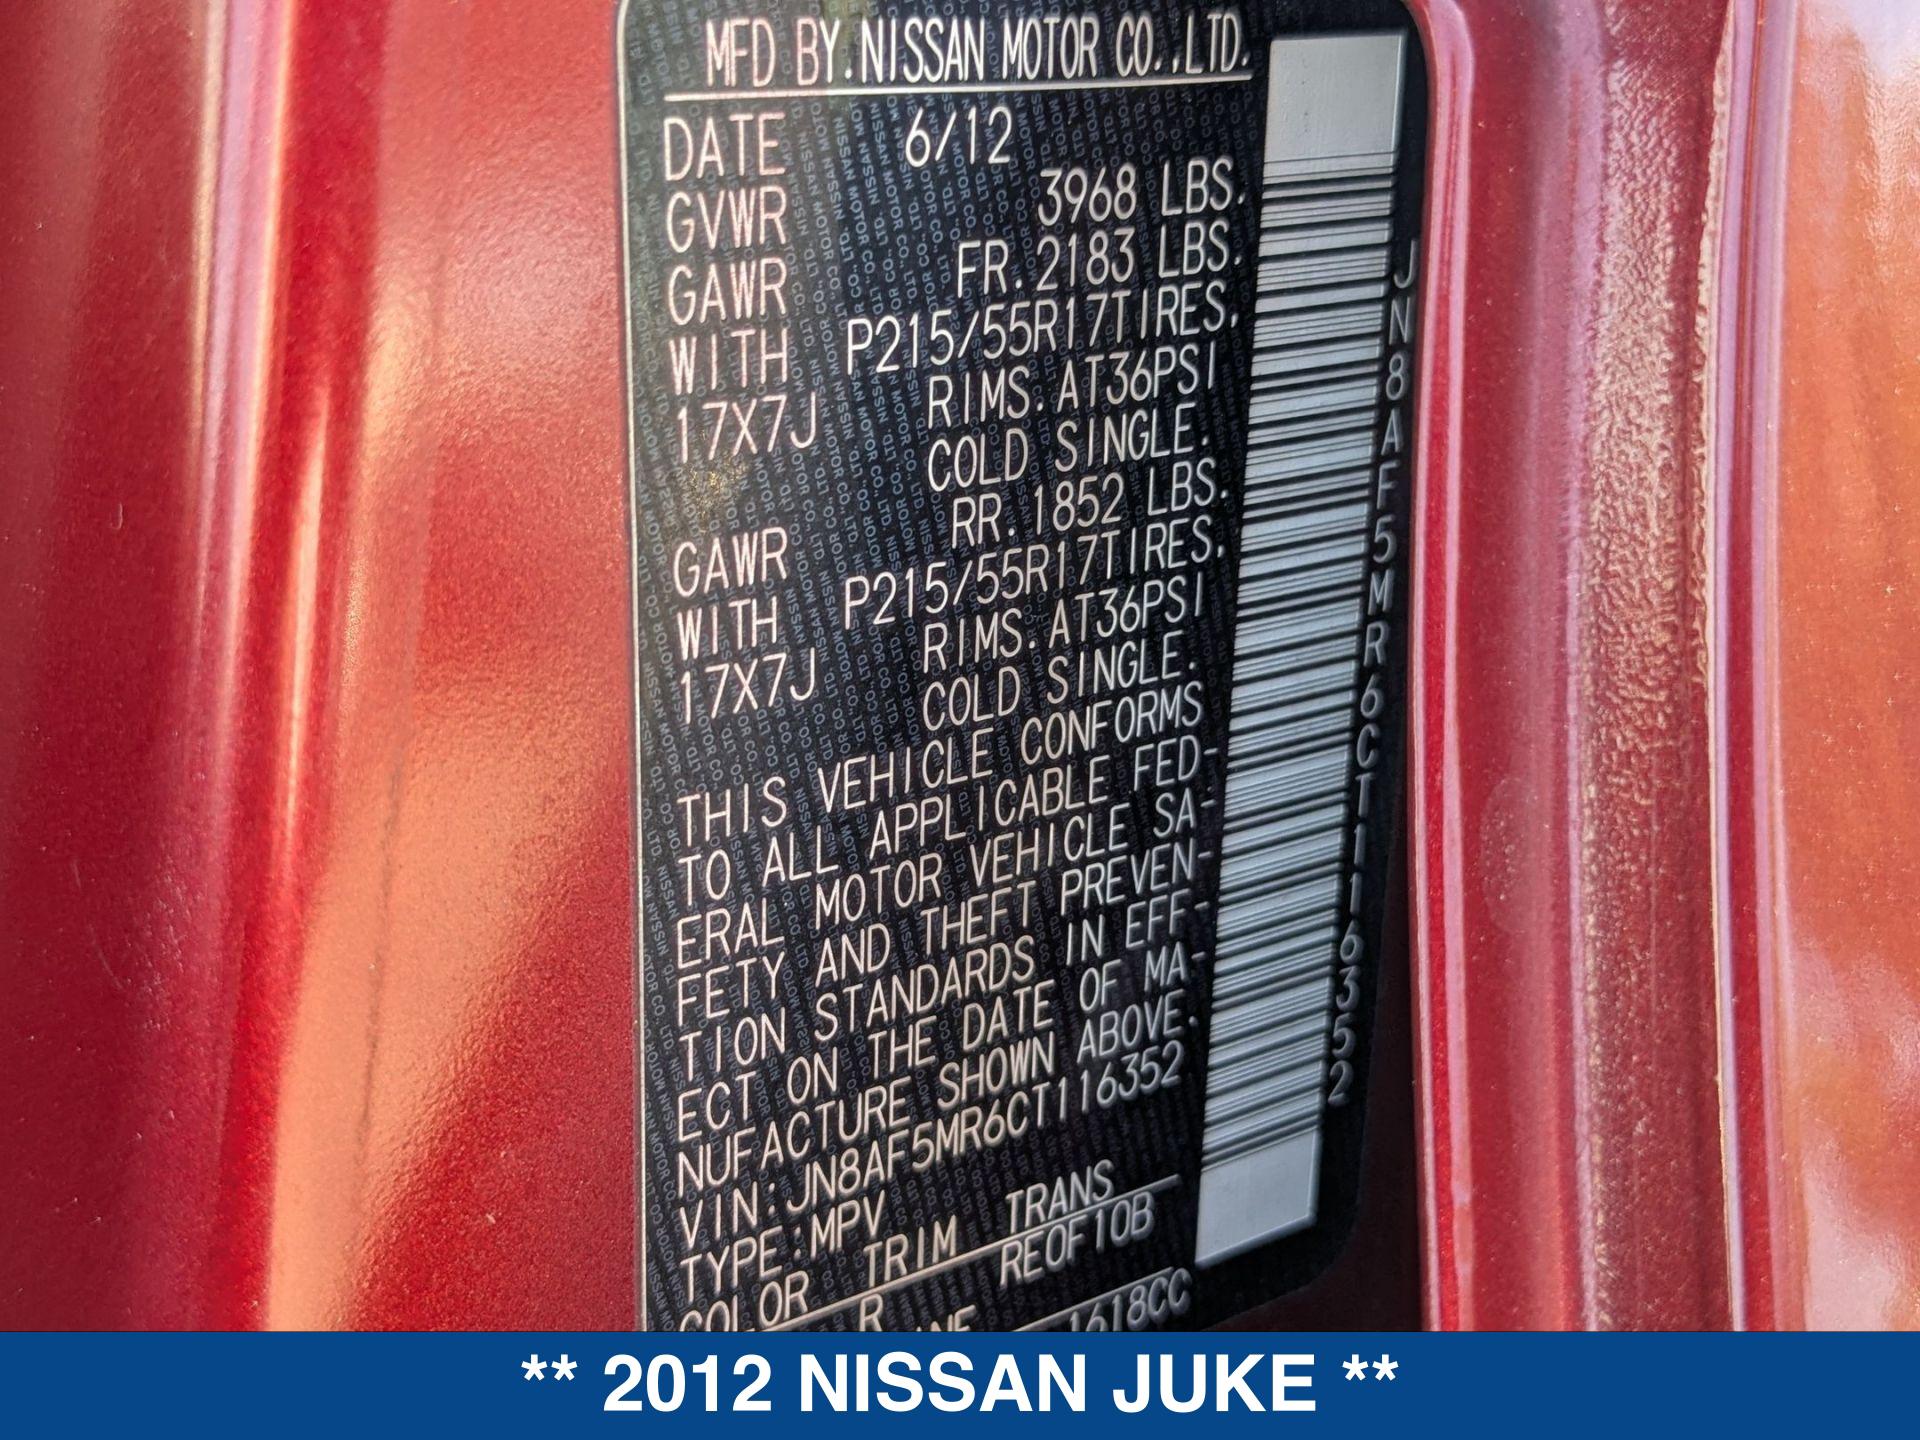 MFD BY.NISSAN MOTOR CO.,LTD.
DATE 6/12
GVWR 3968 LBS.
GAWR FR.2183 LBS.
WITH P215/55R17TIRES,
17X7J RIMS.AT36PSI
COLD SINGLE.
GAWR RR.1852 LBS.
WITH P215/55R17TIRES,
17X7J RIMS.AT36PSI
COLD SINGLE.
THIS VEHICLE CONFORMS
TO ALL APPLICABLE FED-
ERAL MOTOR VEHICLE SA-
FETY AND THEFT PREVEN-
TION STANDARDS IN EFF-
ECT ON THE DATE OF MA-
NUFACTURE SHOWN ABOVE.
VIN:JN8AF5MR6CT116352
TYPE:MPV
COLOR TRIM TRANS
R RE0F10B
1618CC
JN8AF5MR6CT116352
** 2012 NISSAN JUKE **